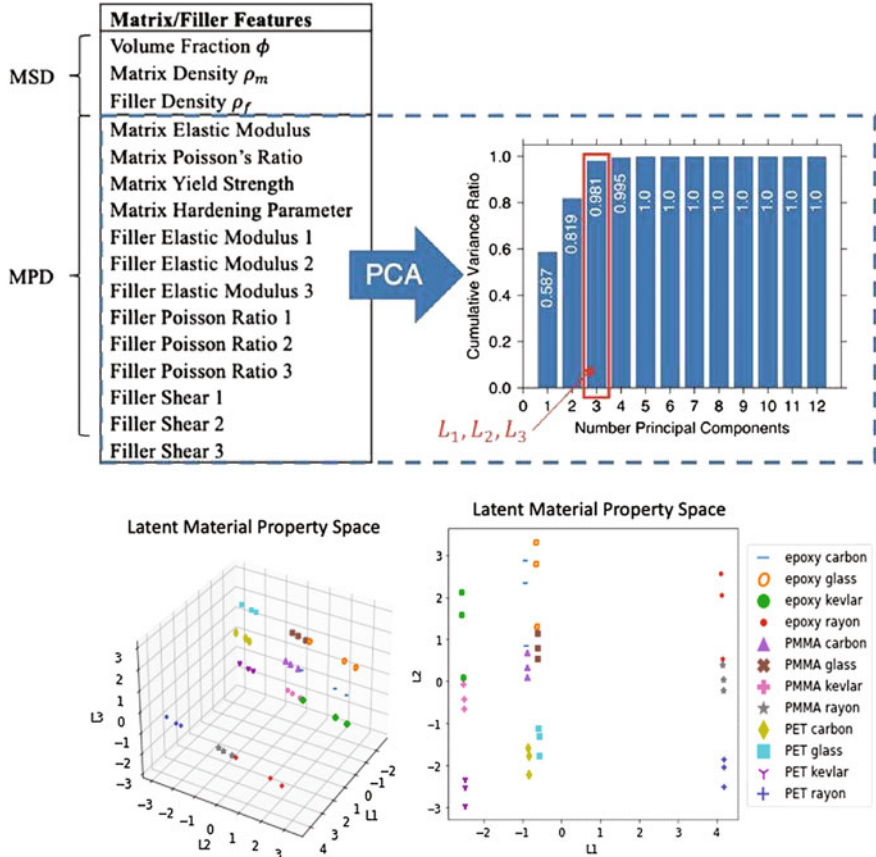 Matrix/Filler Features
MSD
Volume Fraction ϕ
Matrix Density ρm
Filler Density ρf
MPD
Matrix Elastic Modulus
Matrix Poisson's Ratio
Matrix Yield Strength
Matrix Hardening Parameter
Filler Elastic Modulus 1
Filler Elastic Modulus 2
Filler Elastic Modulus 3
Filler Poisson Ratio 1
Filler Poisson Ratio 2
Filler Poisson Ratio 3
Filler Shear 1
Filler Shear 2
Filler Shear 3
PCA
Cumulative Variance Ratio
1.0
0.8
0.6
0.4
0.2
0.0
0.587
0.819
0.981
0.995
1.0
1.0
1.0
1.0
1.0
1.0
1.0
1.0
0 1 2 3 4 5 6 7 8 9 10 11 12
Number Principal Components
L1, L2, L3
Latent Material Property Space
L3
3
2
1
0
−1
−2
−3
−3
−2
−1
0
1
2
3
L2
4
3
2
1
0
−1
−2
L1
Latent Material Property Space
L2
3
2
1
0
−1
−2
−3
−2 −1 0 1 2 3 4
L1
epoxy carbon
epoxy glass
epoxy kevlar
epoxy rayon
PMMA carbon
PMMA glass
PMMA kevlar
PMMA rayon
PET carbon
PET glass
PET kevlar
PET rayon